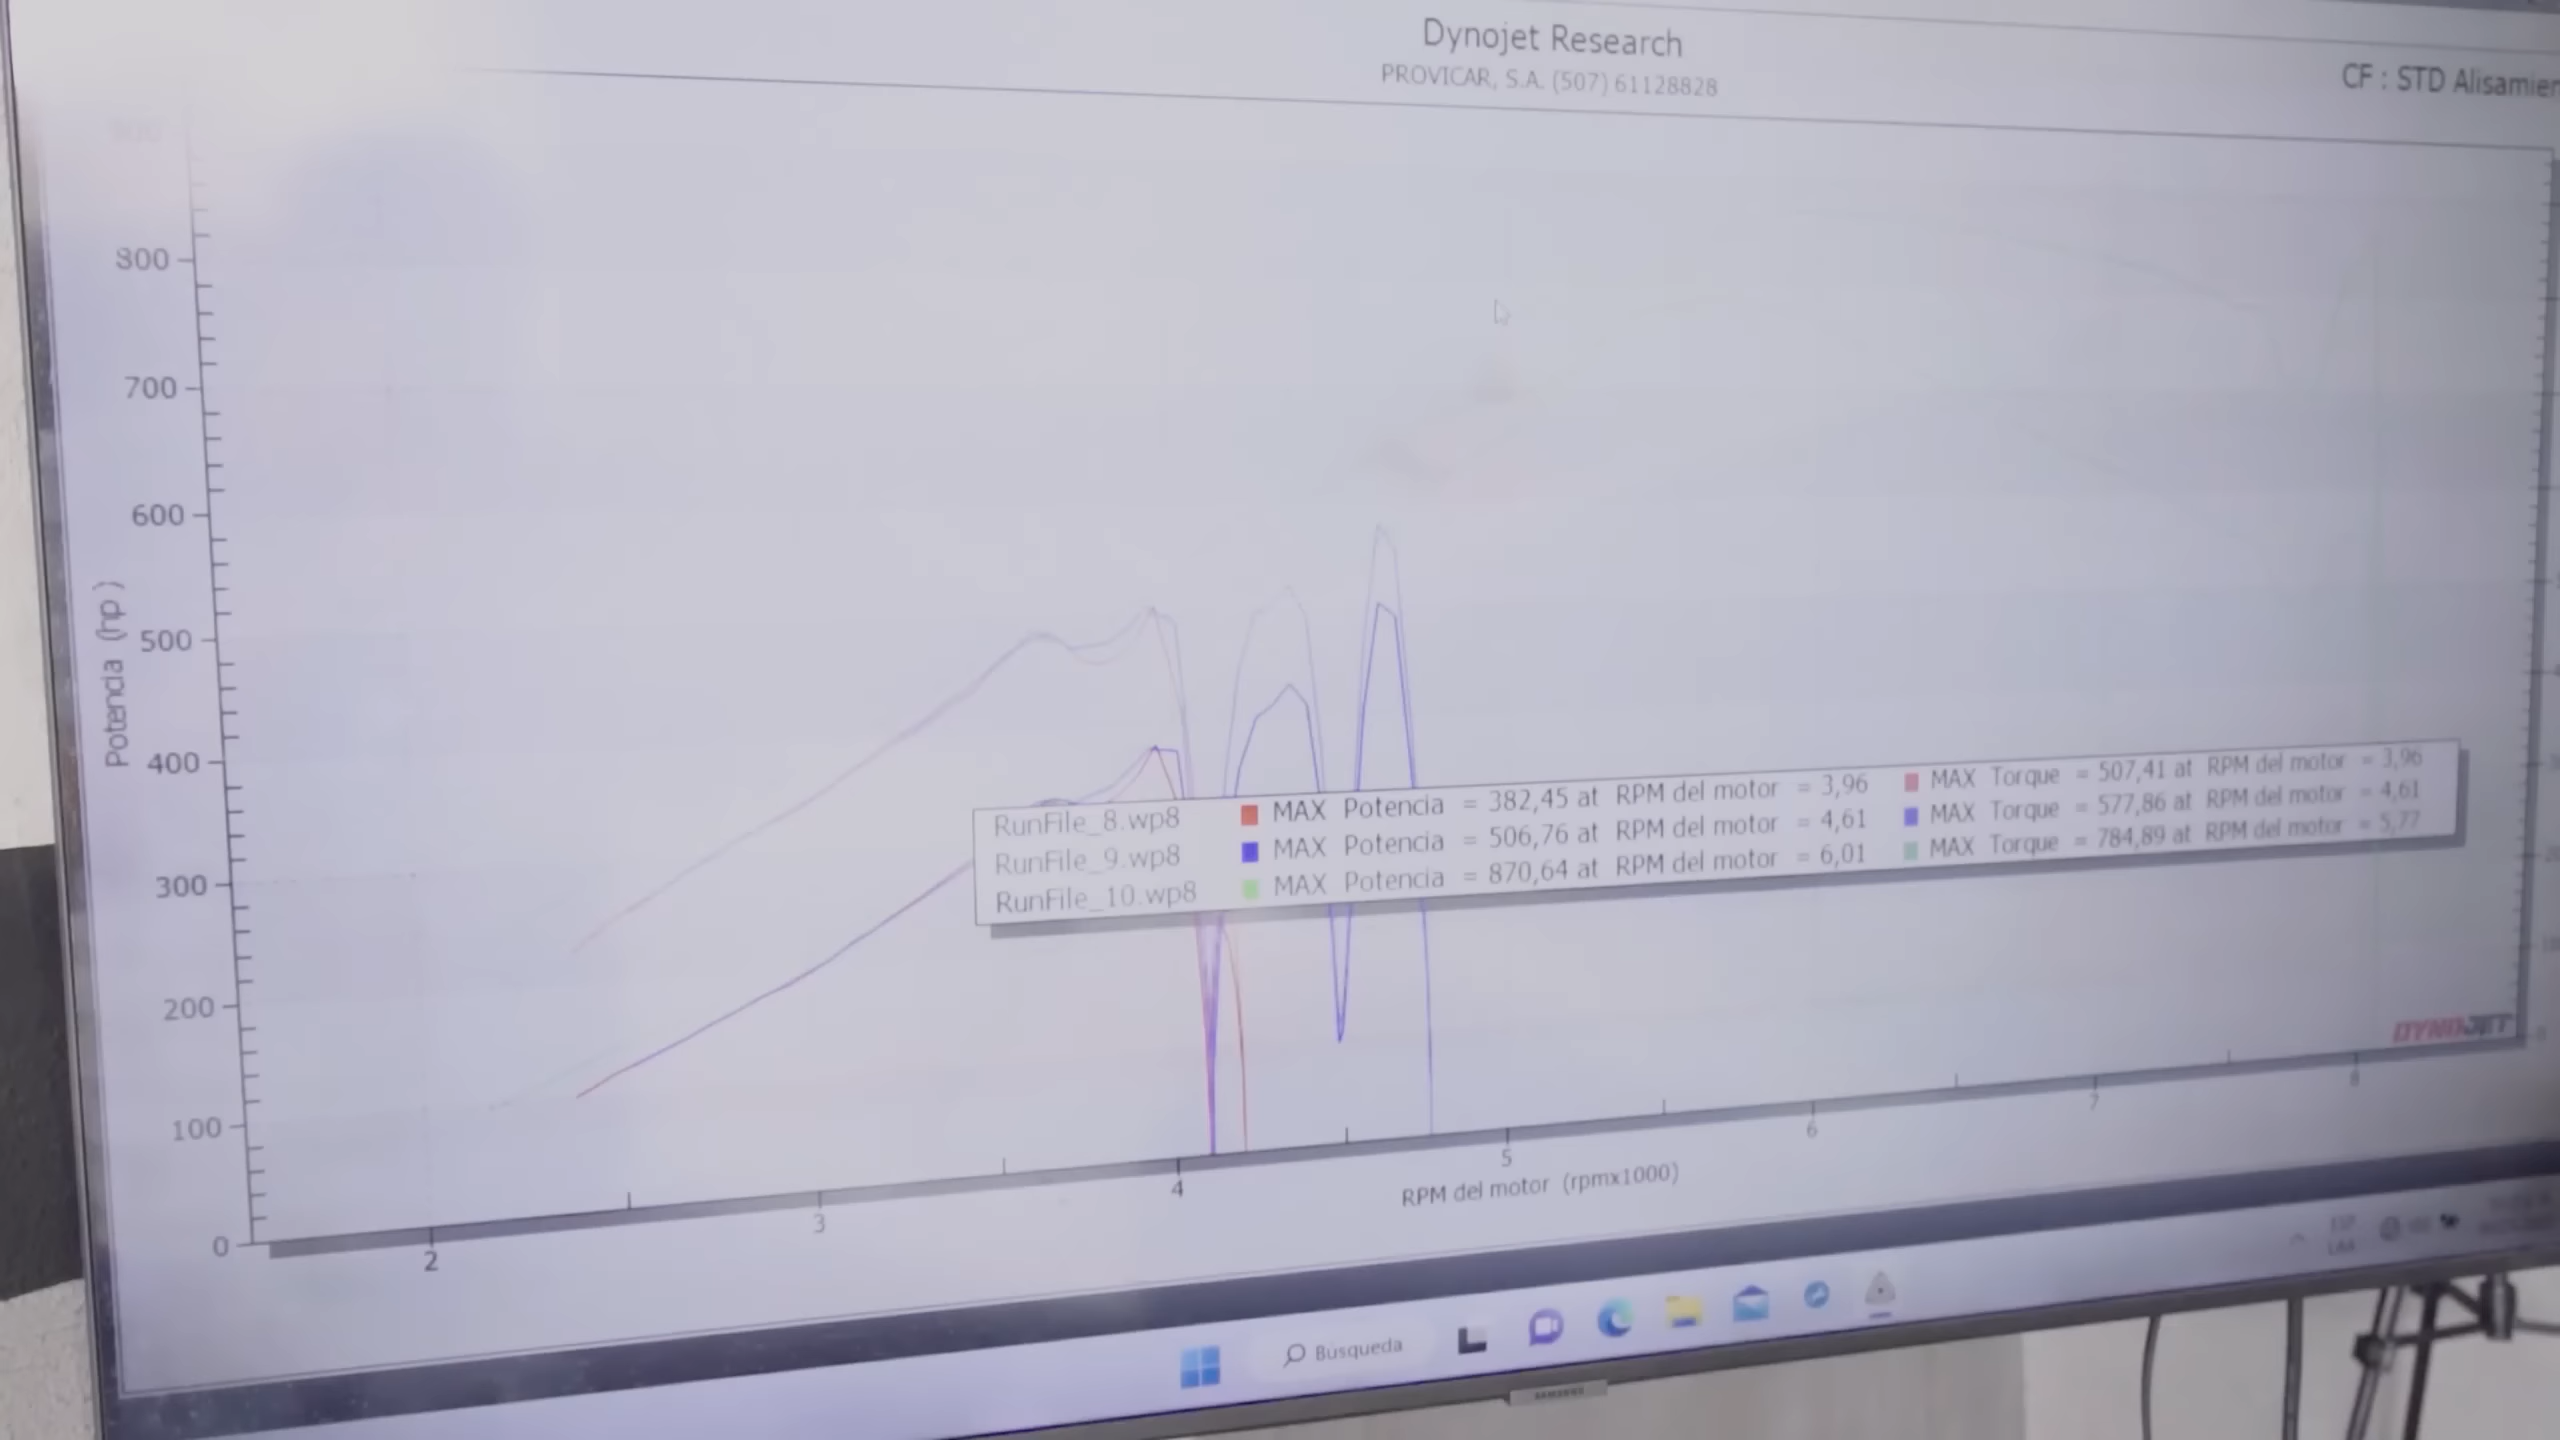 Dynojet Research
PROVICAR, S.A. (507) 61128828
CF : STD Alisamien
800
700
600
500
400
300
200
100
0
Potencia (hp)
RunFile_8.wp8 MAX Potencia = 382,45 at RPM del motor = 3,96 MAX Torque = 507,41 at RPM del motor = 3,96
RunFile_9.wp8 MAX Potencia = 506,76 at RPM del motor = 4,61 MAX Torque = 577,86 at RPM del motor = 4,61
RunFile_10.wp8 MAX Potencia = 870,64 at RPM del motor = 6,01 MAX Torque = 784,89 at RPM del motor = 5,77
DYNOJET
2 3 4 5 6 7 8
RPM del motor (rpmx1000)
Búsqueda
ESP
LAA
SAMSUNG